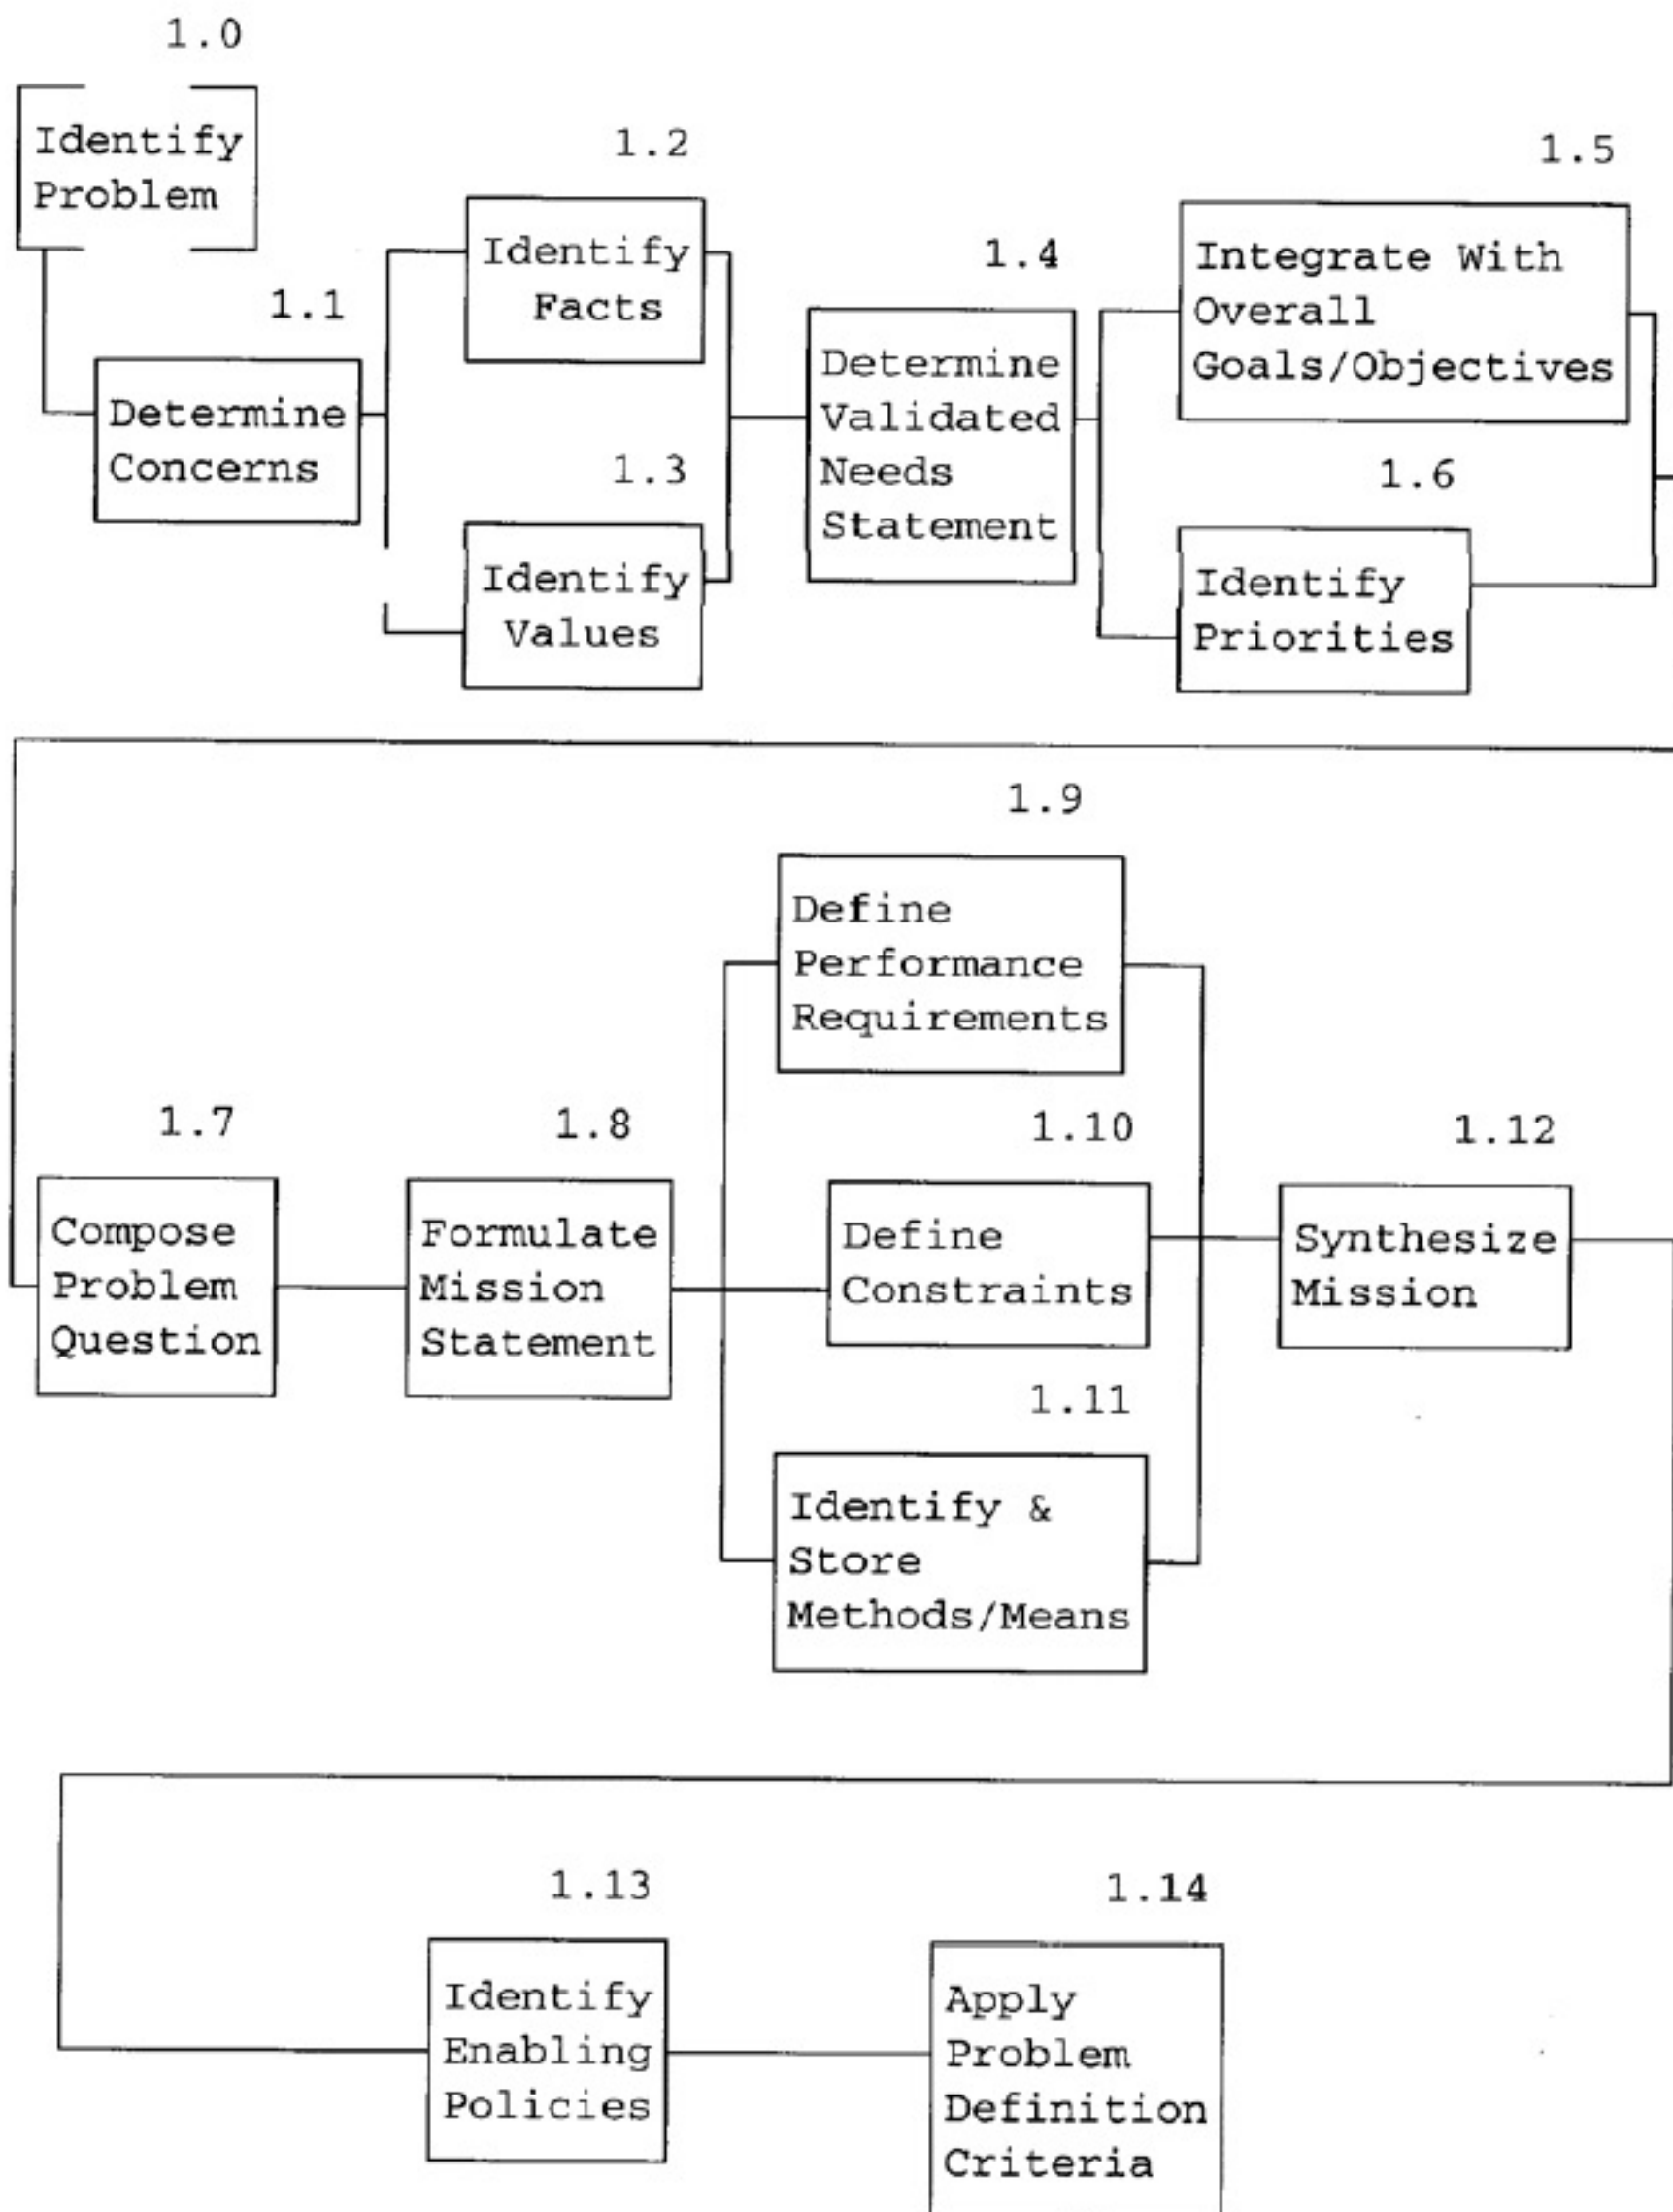 1.0
Identify
Problem
1.1
Determine
Concerns
1.2
Identify
Facts
1.3
Identify
Values
1.4
Determine
Validated
Needs
Statement
1.5
Integrate With
Overall
Goals/Objectives
1.6
Identify
Priorities
1.7
Compose
Problem
Question
1.8
Formulate
Mission
Statement
1.9
Define
Performance
Requirements
1.10
Define
Constraints
1.11
Identify &
Store
Methods/Means
1.12
Synthesize
Mission
1.13
Identify
Enabling
Policies
1.14
Apply
Problem
Definition
Criteria